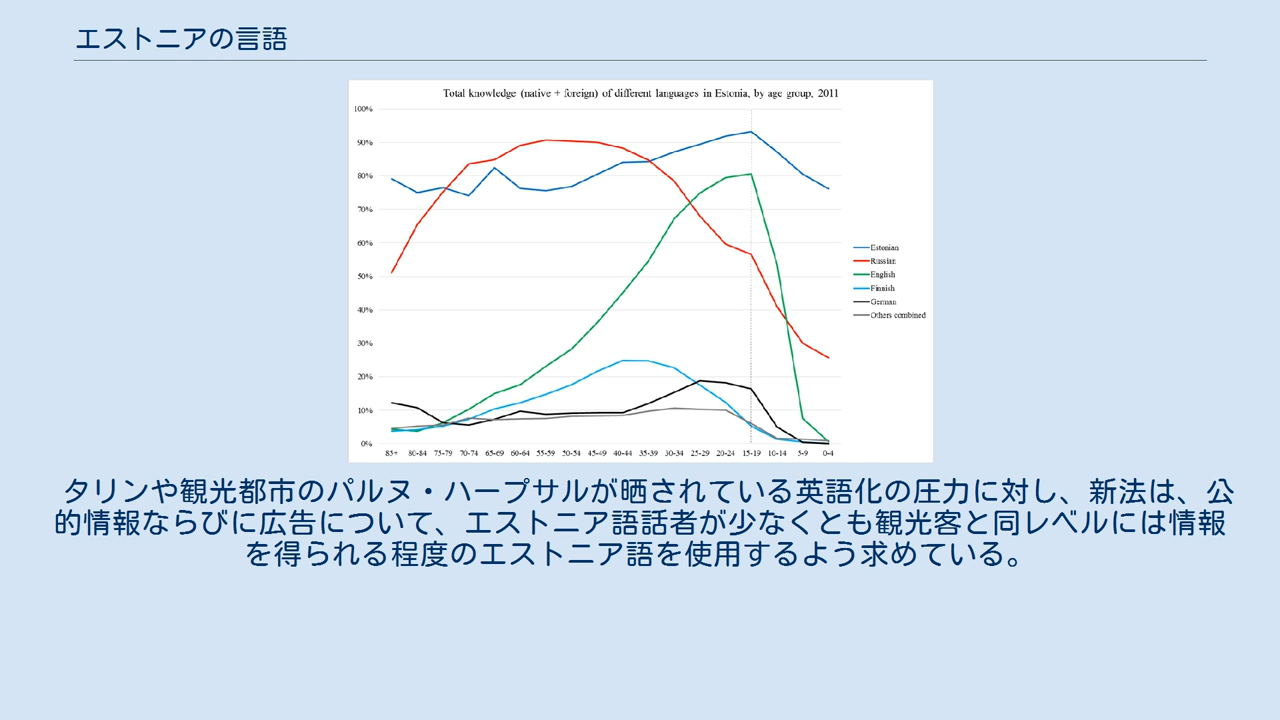 エストニアの言語
Total knowledge (native + foreign) of different languages in Estonia, by age group, 2011
100%
90%
80%
70%
60%
50%
40%
30%
20%
10%
0%
85+ 80-84 75-79 70-74 65-69 60-64 55-59 50-54 45-49 40-44 35-39 30-34 25-29 20-24 15-19 10-14 5-9 0-4
Estonian
Russian
English
Finnish
German
Others combined
タリンや観光都市のパルヌ・ハープサルが晒されている英語化の圧力に対し、新法は、公
的情報ならびに広告について、エストニア語話者が少なくとも観光客と同レベルには情報
を得られる程度のエストニア語を使用するよう求めている。